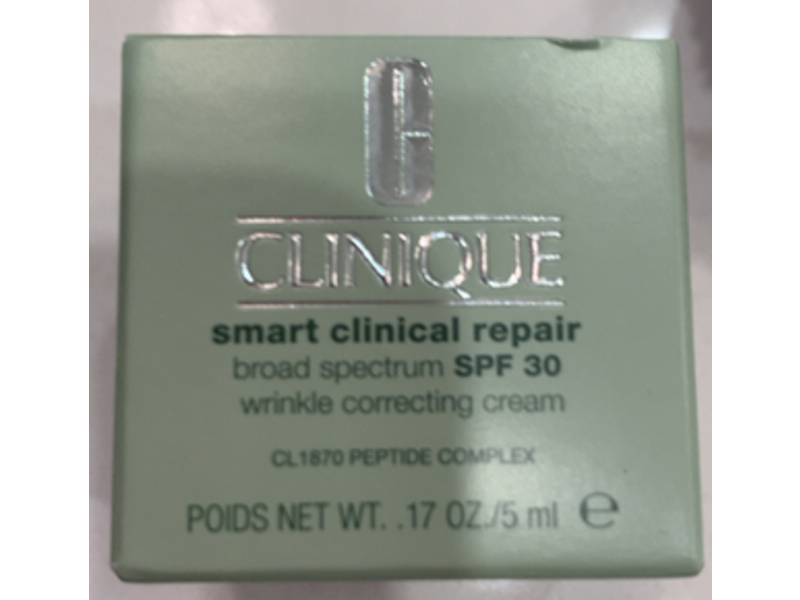 CLINIQUE
smart clinical repair
broad spectrum SPF 30
wrinkle correcting cream
CL1870 PEPTIDE COMPLEX
POIDS NET WT. .17 OZ./5 ml ℮